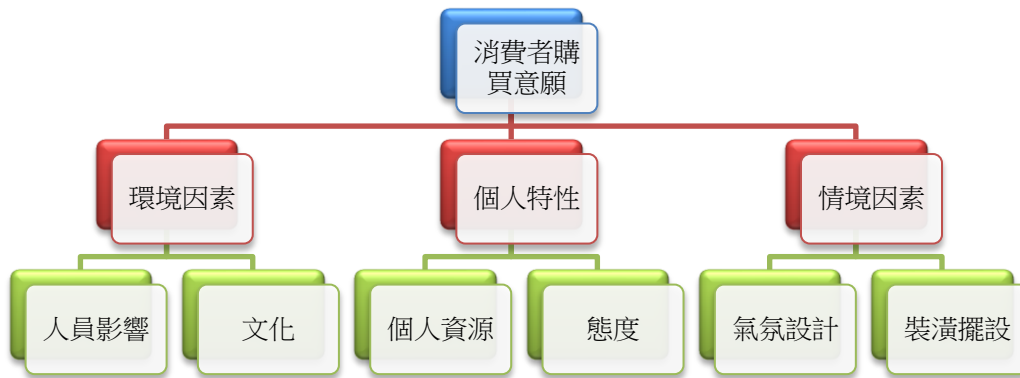 消費者購
買意願
環境因素
個人特性
情境因素
人員影響
文化
個人資源
態度
氣氛設計
裝潢擺設